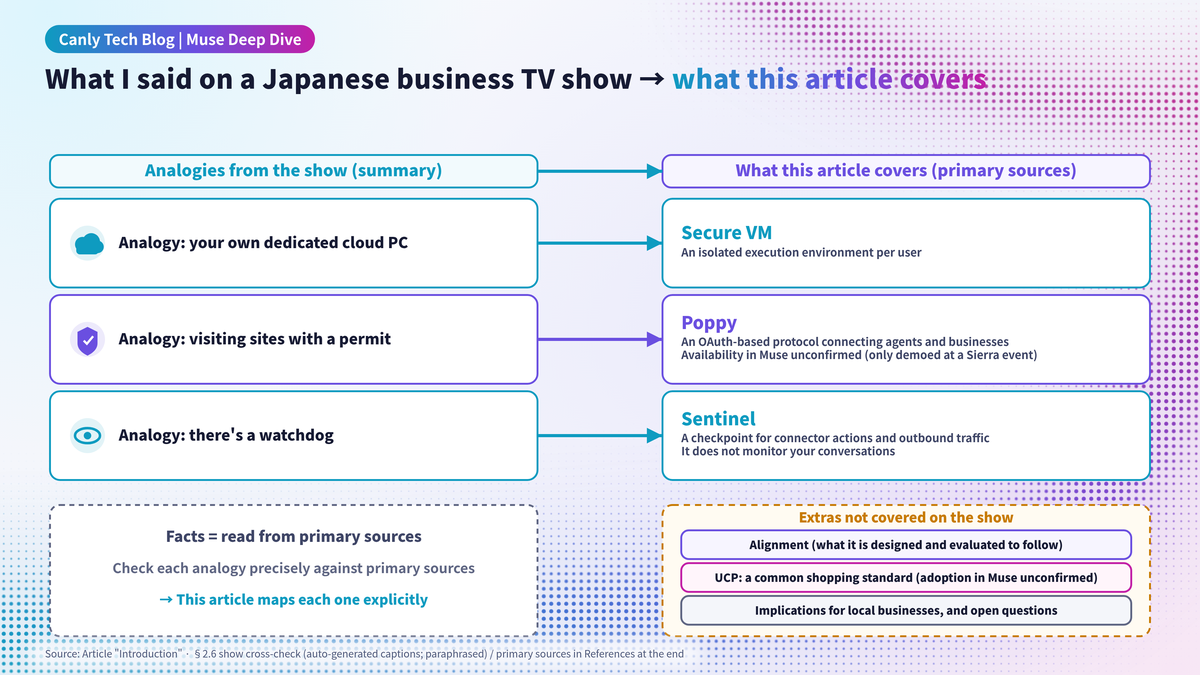 Canly Tech Blog | Muse Deep Dive
What I said on a Japanese business TV show → what this article covers
Analogies from the show (summary)
What this article covers (primary sources)
Analogy: your own dedicated cloud PC
Secure VM
An isolated execution environment per user
Analogy: visiting sites with a permit
Poppy
An OAuth-based protocol connecting agents and businesses
Availability in Muse unconfirmed (only demoed at a Sierra event)
Analogy: there's a watchdog
Sentinel
A checkpoint for connector actions and outbound traffic
It does not monitor your conversations
Facts = read from primary sources
Check each analogy precisely against primary sources
→ This article maps each one explicitly
Extras not covered on the show
Alignment (what it is designed and evaluated to follow)
UCP: a common shopping standard (adoption in Muse unconfirmed)
Implications for local businesses, and open questions
Source: Article "Introduction" · § 2.6 show cross-check (auto-generated captions; paraphrased) / primary sources in References at the end